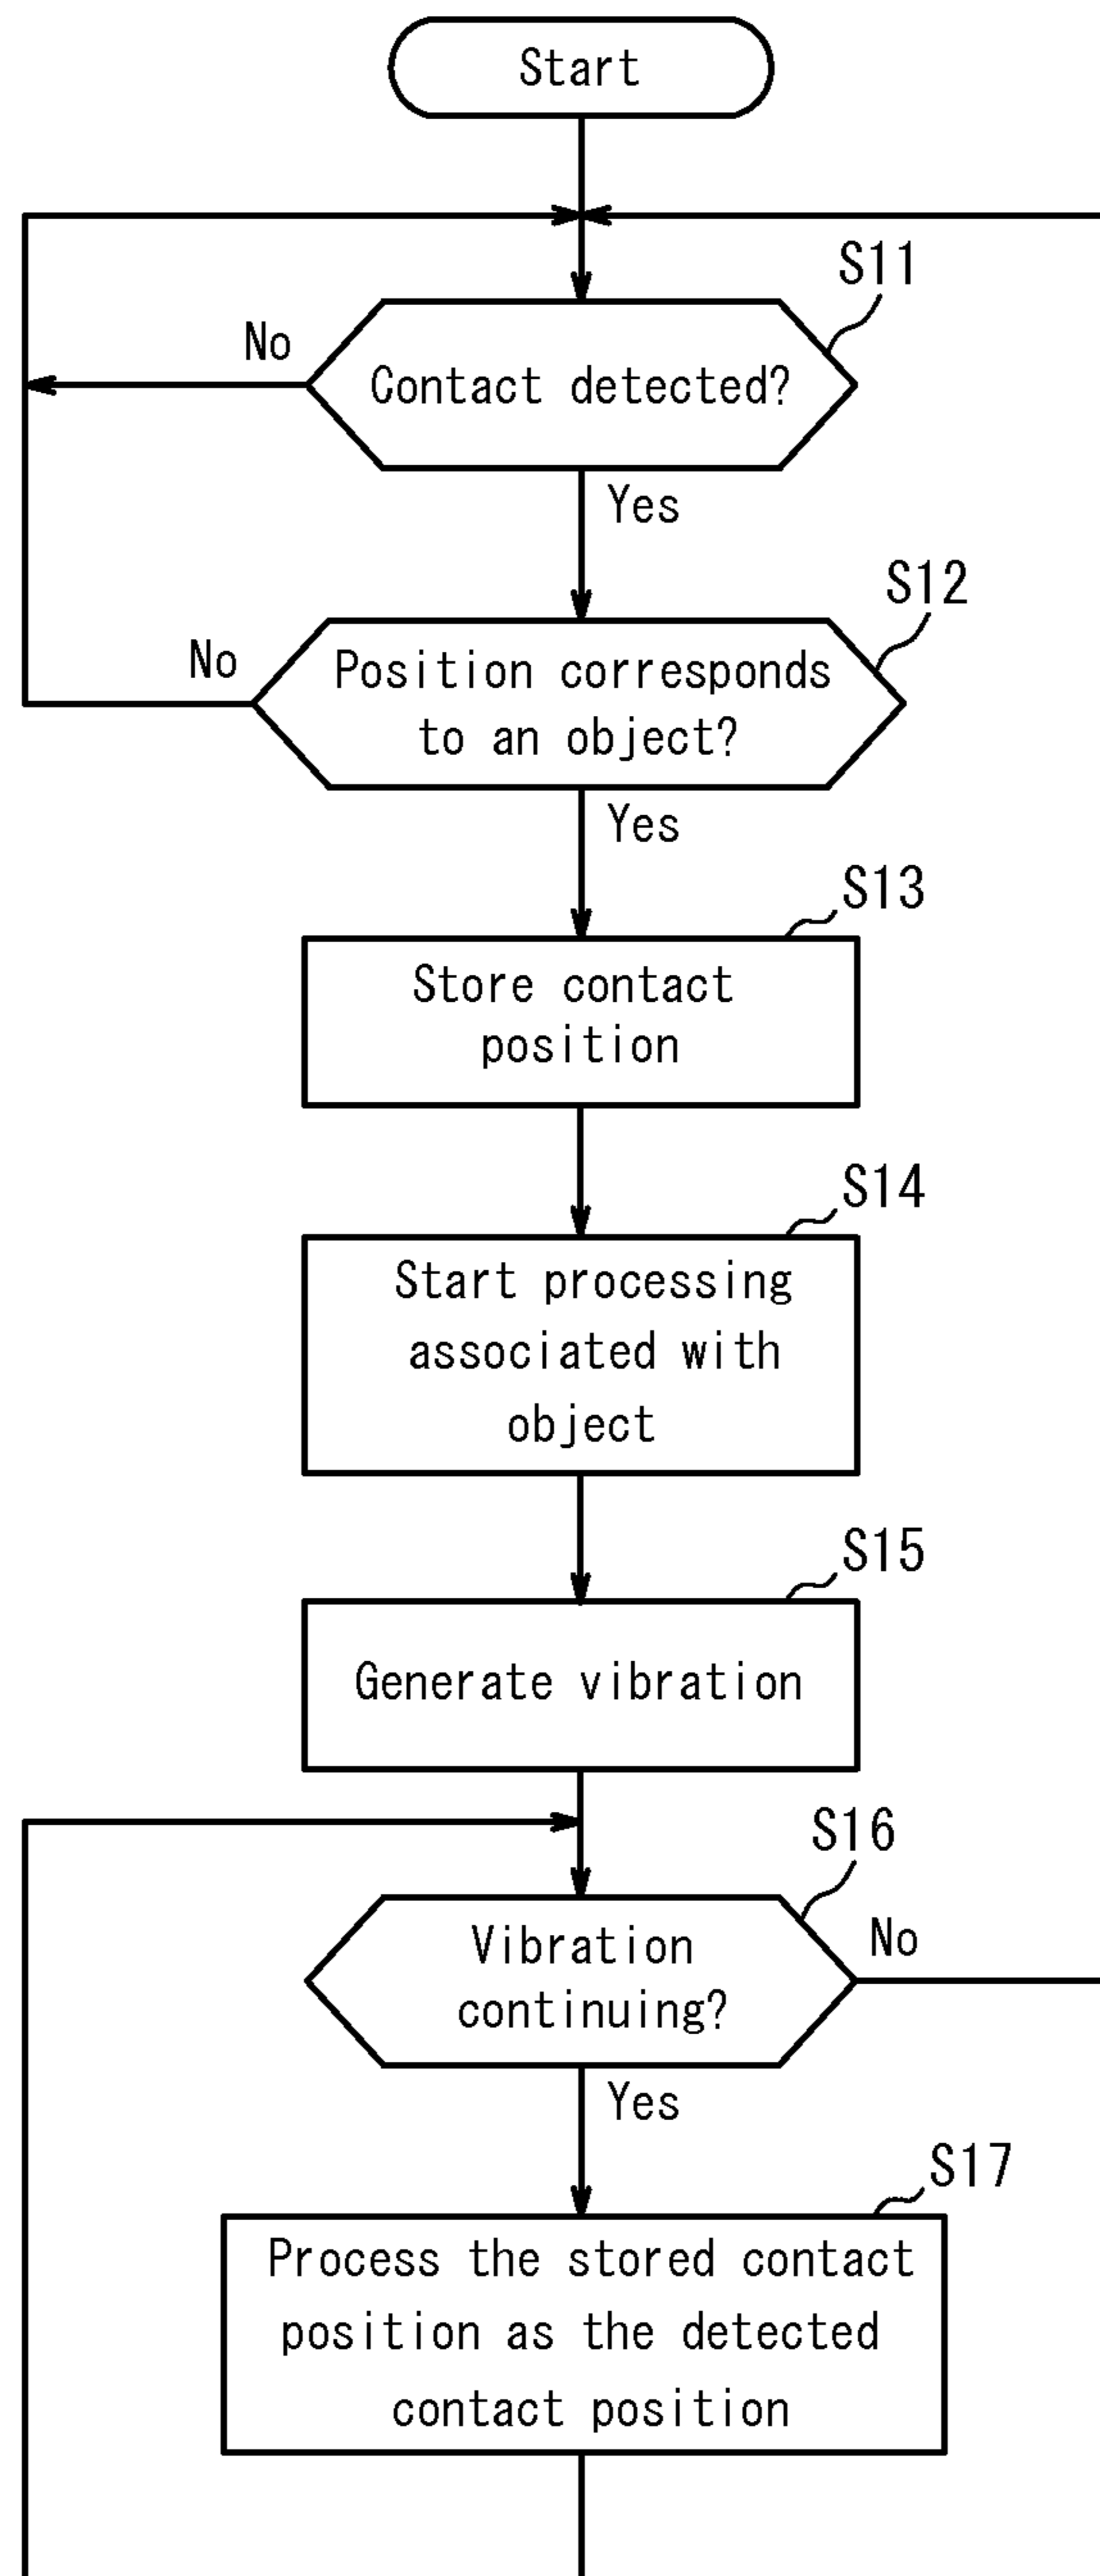 Start
S11
No
Contact detected?
Yes
S12
No
Position corresponds
to an object?
Yes
S13
Store contact
position
S14
Start processing
associated with
object
S15
Generate vibration
S16
No
Vibration
continuing?
Yes
S17
Process the stored contact
position as the detected
contact position